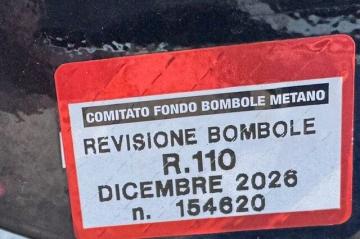 COMITATO FONDO BOMBOLE METANO
REVISIONE BOMBOLE
R.110
DICEMBRE 2026
n. 154620